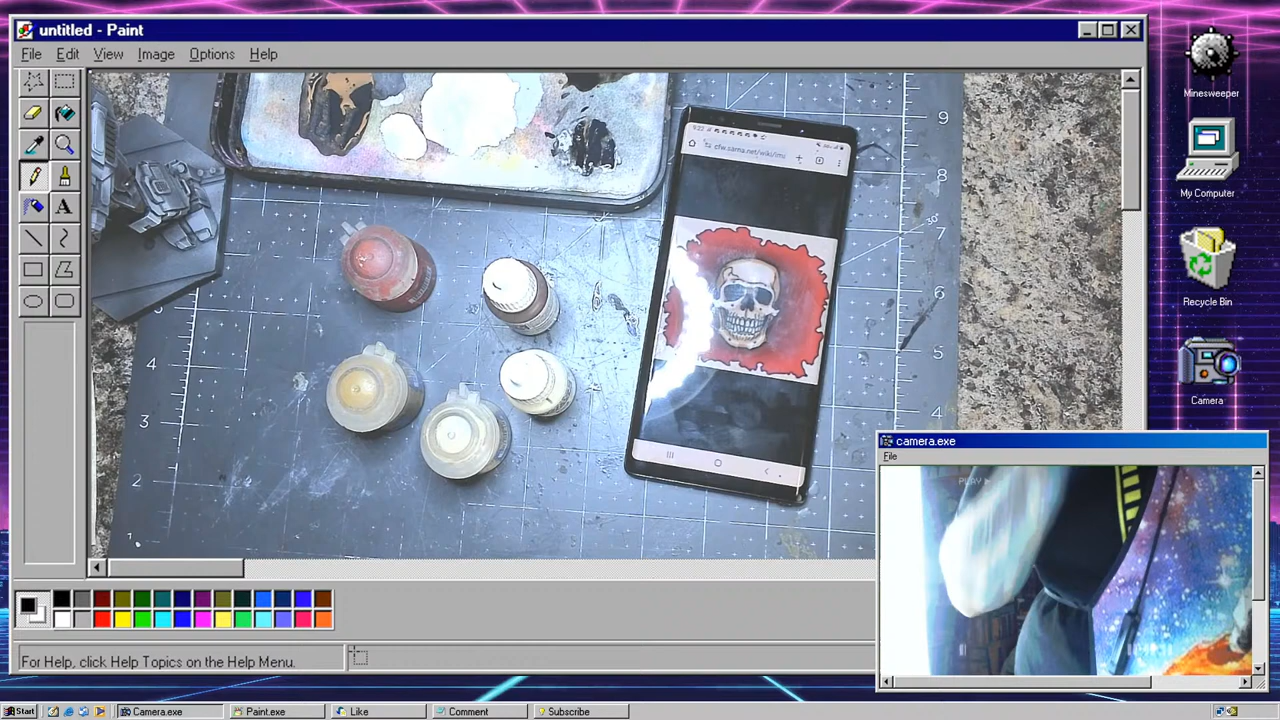 untitled - Paint
File Edit View Image Options Help
Minesweeper
My Computer
Recycle Bin
Camera
9
8
7
6
5
4
3
2
4
camera.exe
File
PLAY
For Help, click Help Topics on the Help Menu.
Start
Camera.exe
Paint.exe
Like
Comment
Subscribe